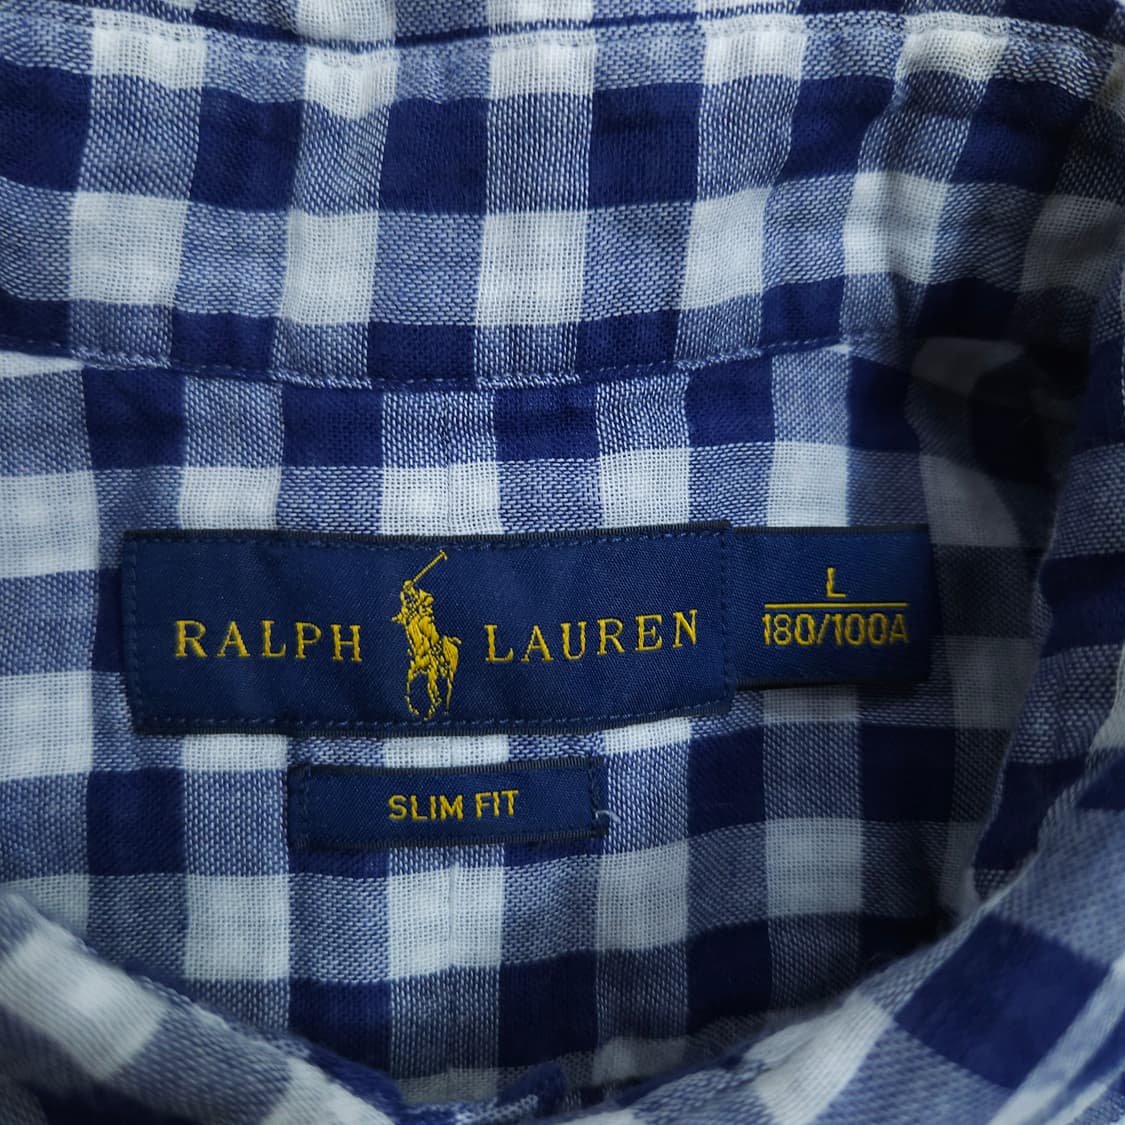 RALPH LAUREN
L
180/100A
SLIM FIT